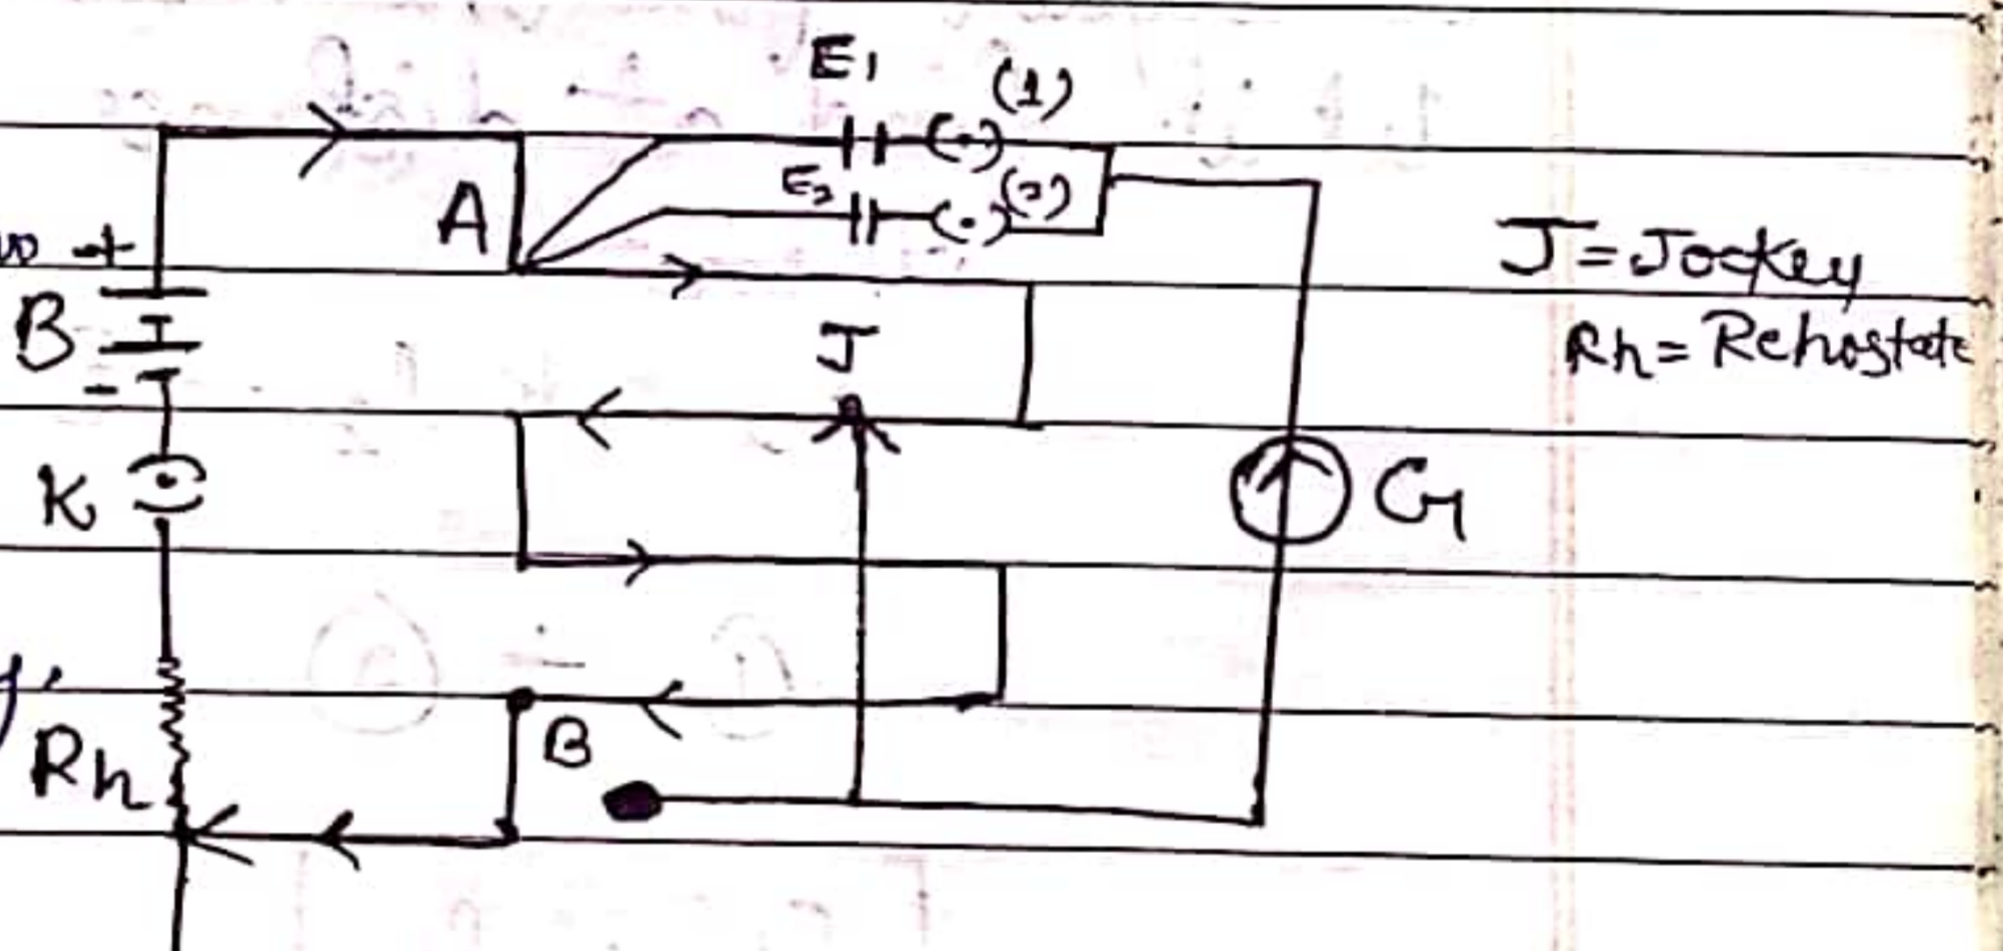 E1
(1)
E2
(2)
A
+
J = Jockey
B
J
Rh = Rehostate
-
K
G
B
Rh